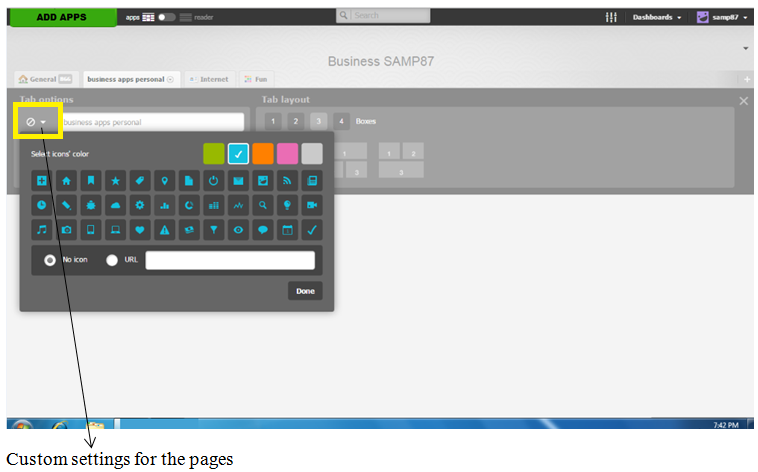 ADD APPS apps reader Search Dashboards samp87
Business SAMP87
General business apps personal Internet Fun +
Tab options Tab layout
business apps personal 1 2 3 4 Boxes
1 1 2
3 3
Select icons' color
No icon URL
Done
7:42 PM
Custom settings for the pages